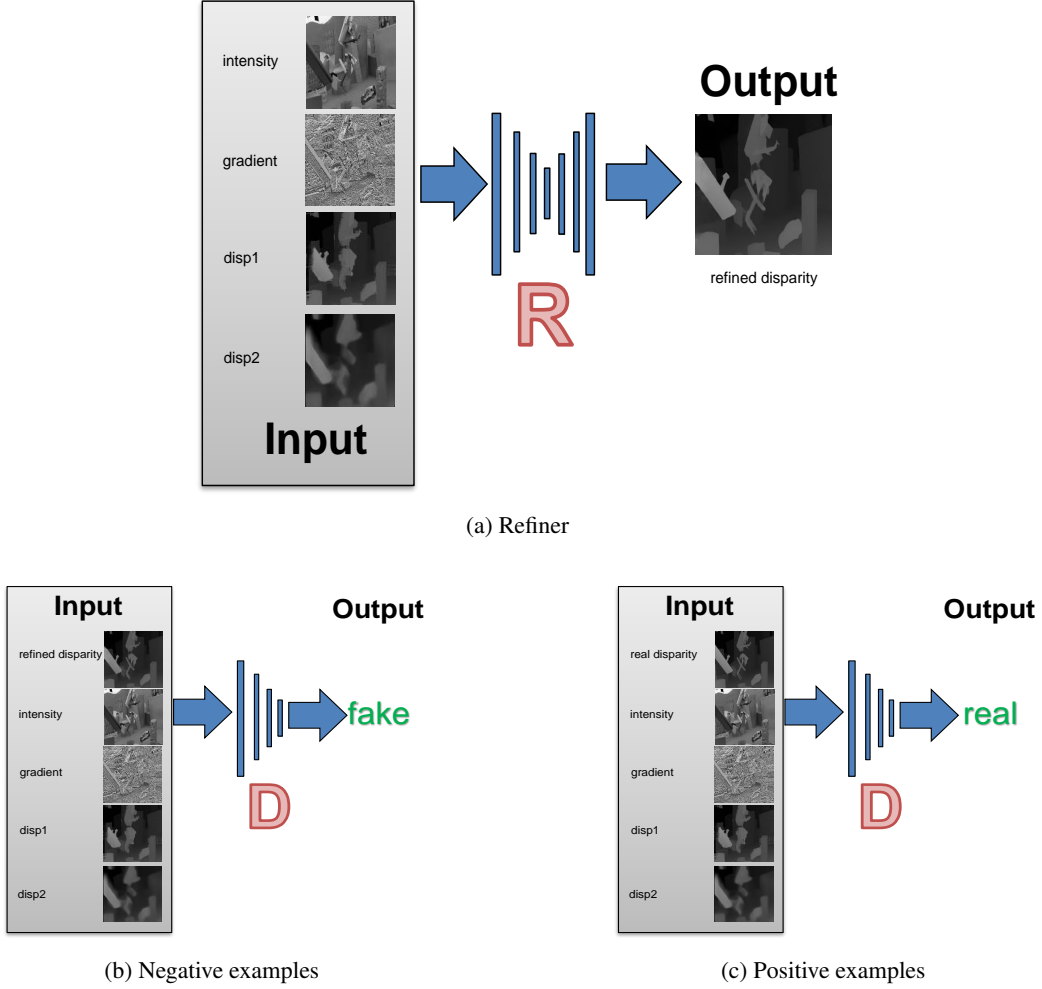 intensity
gradient
disp1
disp2
Input
R
Output
refined disparity
(a) Refiner
Input
refined disparity
intensity
gradient
disp1
disp2
D
Output
fake
(b) Negative examples
Input
real disparity
intensity
gradient
disp1
disp2
D
Output
real
(c) Positive examples